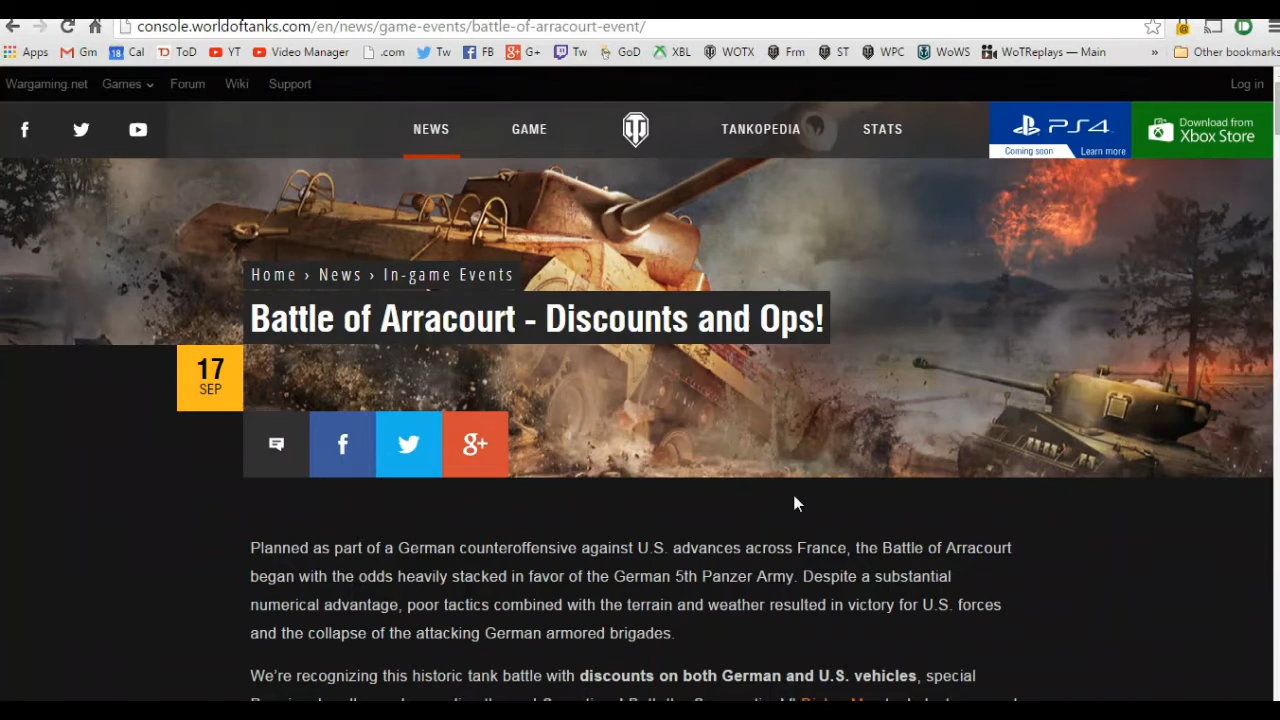 console.worldoftanks.com/en/news/game-events/battle-of-arracourt-event/
Apps Gm 18 Cal ToD YT Video Manager .com Tw FB G+ Tw GoD XBL WOTX Frm ST WPC WoWS WoTReplays — Main » Other bookmarks
Wargaming.net Games Forum Wiki Support Log in
NEWS GAME TANKOPEDIA STATS
PS4
Coming soon Learn more
Download from
Xbox Store
Home › News › In-game Events
Battle of Arracourt - Discounts and Ops!
17
SEP
Planned as part of a German counteroffensive against U.S. advances across France, the Battle of Arracourt
began with the odds heavily stacked in favor of the German 5th Panzer Army. Despite a substantial
numerical advantage, poor tactics combined with the terrain and weather resulted in victory for U.S. forces
and the collapse of the attacking German armored brigades.
We’re recognizing this historic tank battle with discounts on both German and U.S. vehicles, special